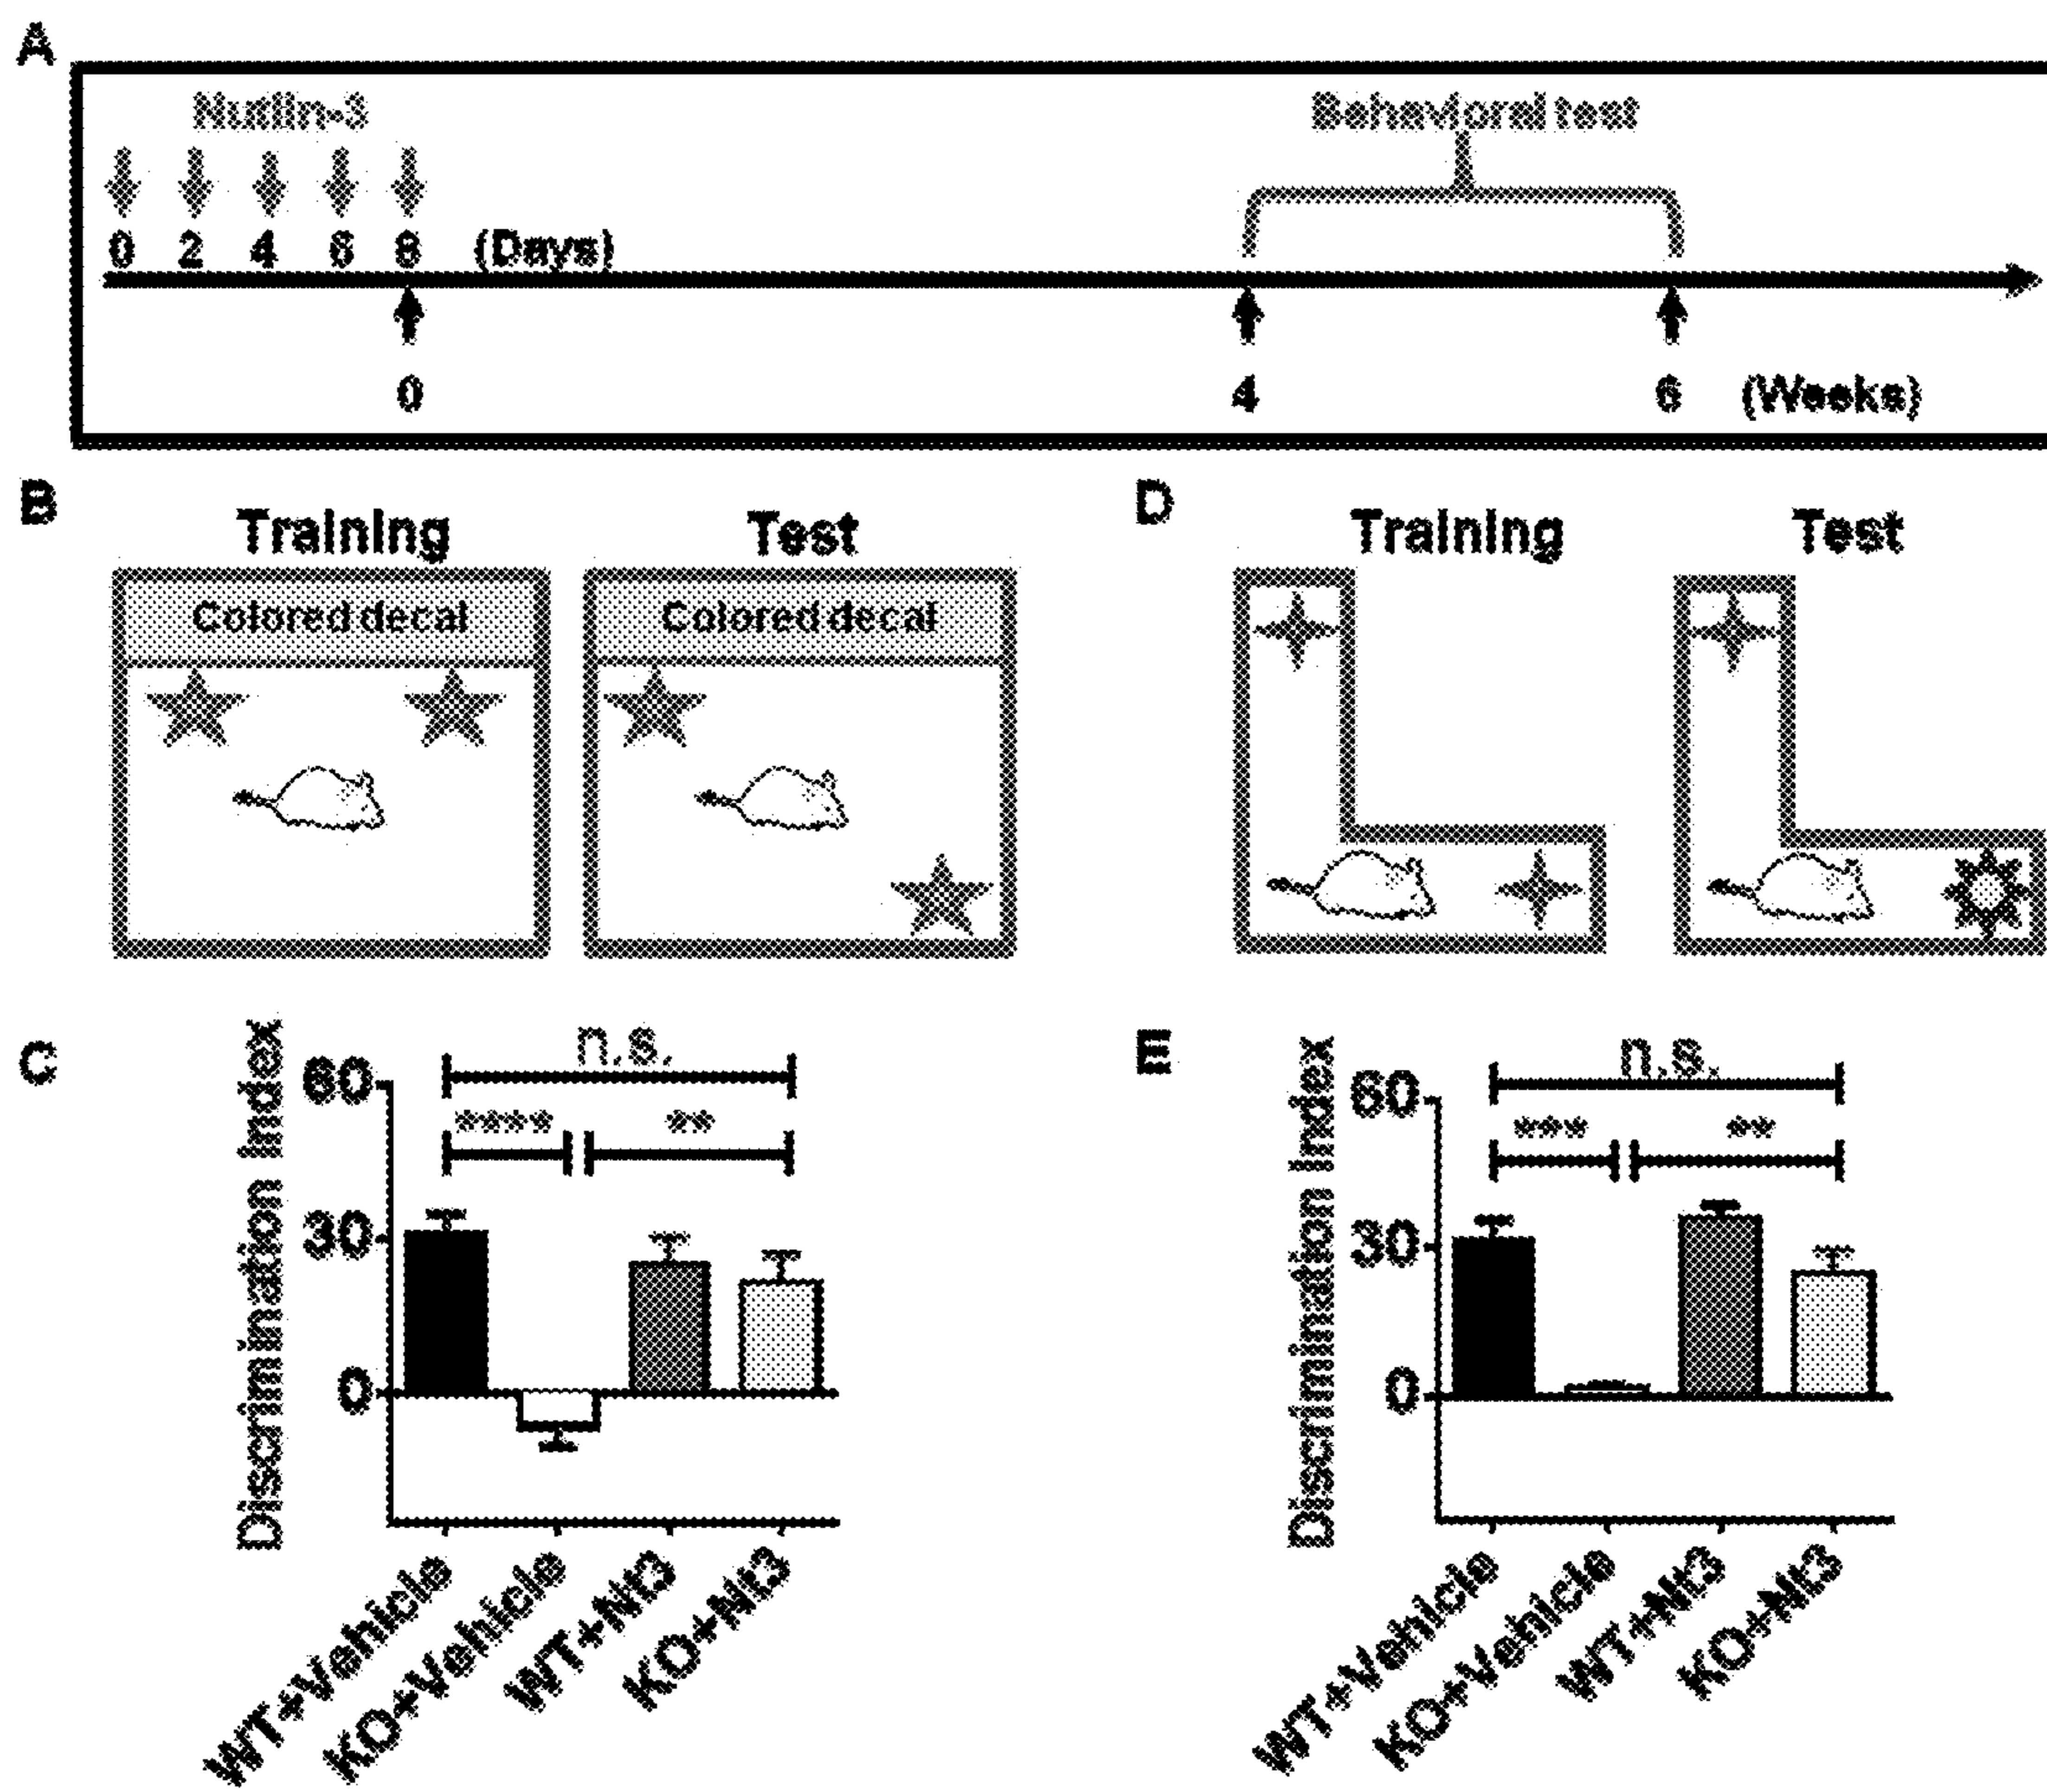 A
Nutlin-3
Behavioral test
0 2 4 6 8 (Days)
0 4 6 (Weeks)
B
Training Test
Colored decal Colored decal
D
Training Test
C
Discrimination Index
60
30
0
n.s.
**** **
WT+Vehicle
KO+Vehicle
WT+Nt3
KO+Nt3
E
Discrimination Index
60
30
0
n.s.
*** **
WT+Vehicle
KO+Vehicle
WT+Nt3
KO+Nt3